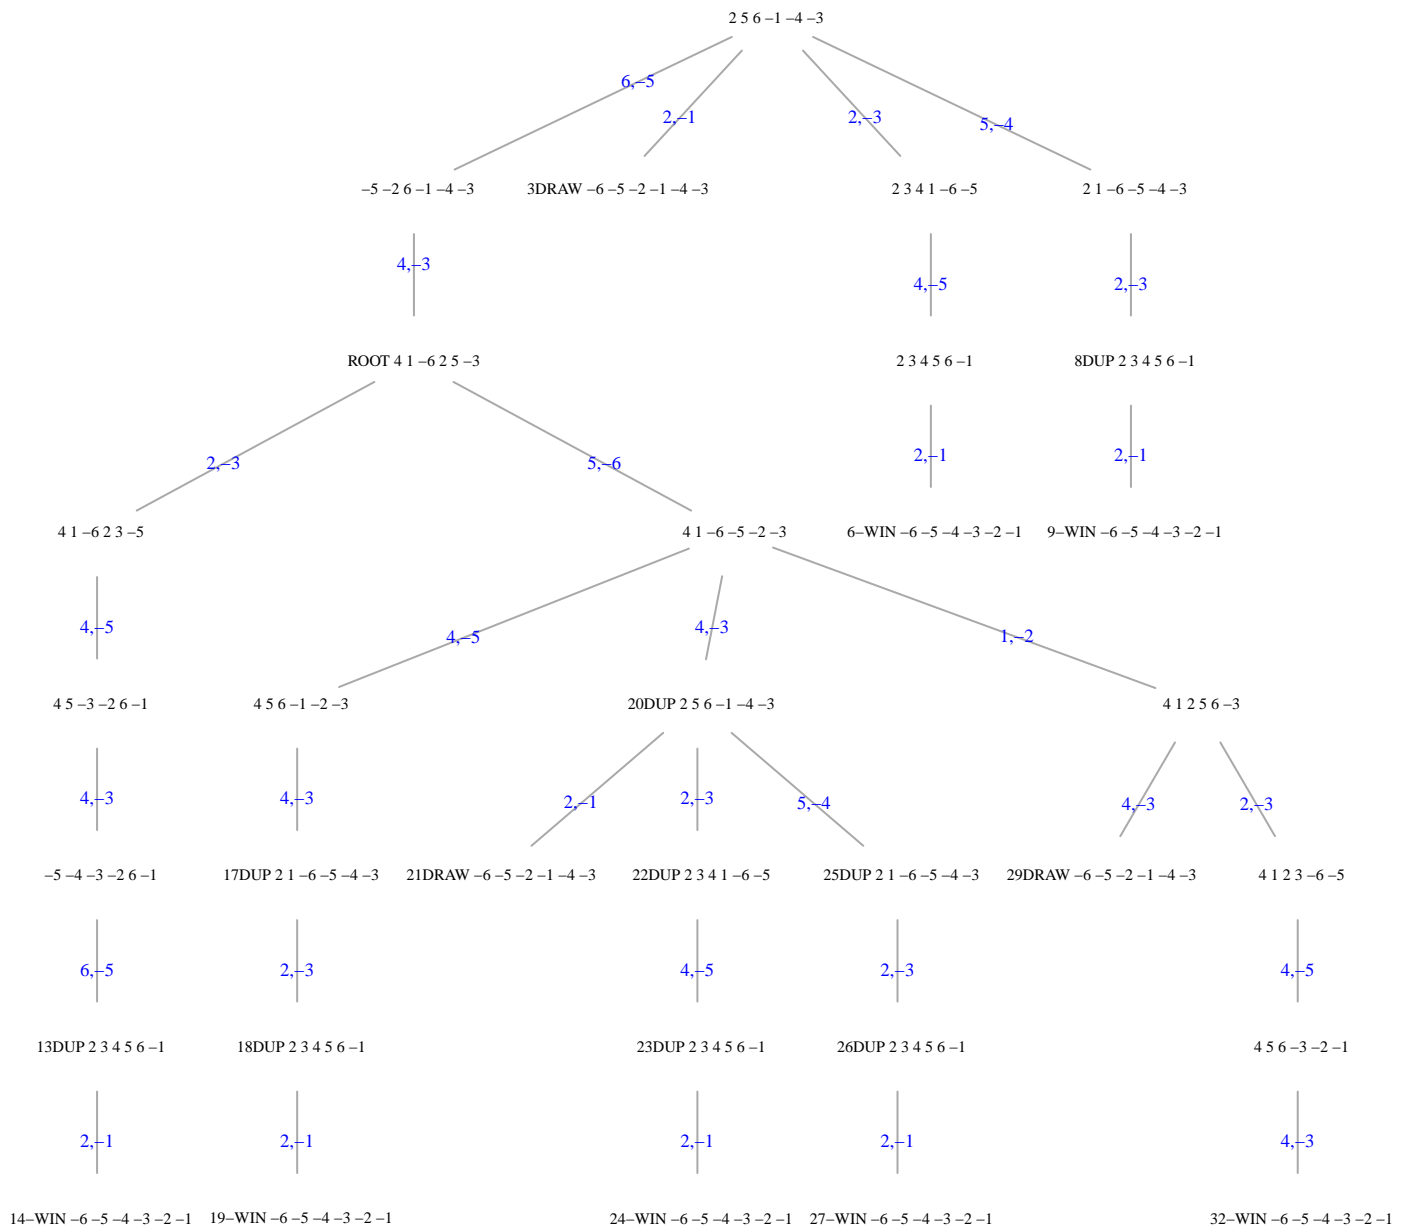 2 5 6 –1 –4 –3
6,–5
2,–1
2,–3
5,–4
–5 –2 6 –1 –4 –3
3DRAW –6 –5 –2 –1 –4 –3
2 3 4 1 –6 –5
2 1 –6 –5 –4 –3
4,–3
4,–5
2,–3
ROOT 4 1 –6 2 5 –3
2 3 4 5 6 –1
8DUP 2 3 4 5 6 –1
2,–3
5,–6
2,–1
2,–1
4 1 –6 2 3 –5
4 1 –6 –5 –2 –3
6–WIN –6 –5 –4 –3 –2 –1
9–WIN –6 –5 –4 –3 –2 –1
4,–5
4,–5
4,–3
1,–2
4 5 –3 –2 6 –1
4 5 6 –1 –2 –3
20DUP 2 5 6 –1 –4 –3
4 1 2 5 6 –3
4,–3
4,–3
2,–1
2,–3
5,–4
4,–3
2,–3
–5 –4 –3 –2 6 –1
17DUP 2 1 –6 –5 –4 –3
21DRAW –6 –5 –2 –1 –4 –3
22DUP 2 3 4 1 –6 –5
25DUP 2 1 –6 –5 –4 –3
29DRAW –6 –5 –2 –1 –4 –3
4 1 2 3 –6 –5
6,–5
2,–3
4,–5
2,–3
4,–5
13DUP 2 3 4 5 6 –1
18DUP 2 3 4 5 6 –1
23DUP 2 3 4 5 6 –1
26DUP 2 3 4 5 6 –1
4 5 6 –3 –2 –1
2,–1
2,–1
2,–1
2,–1
4,–3
14–WIN –6 –5 –4 –3 –2 –1
19–WIN –6 –5 –4 –3 –2 –1
24–WIN –6 –5 –4 –3 –2 –1
27–WIN –6 –5 –4 –3 –2 –1
32–WIN –6 –5 –4 –3 –2 –1